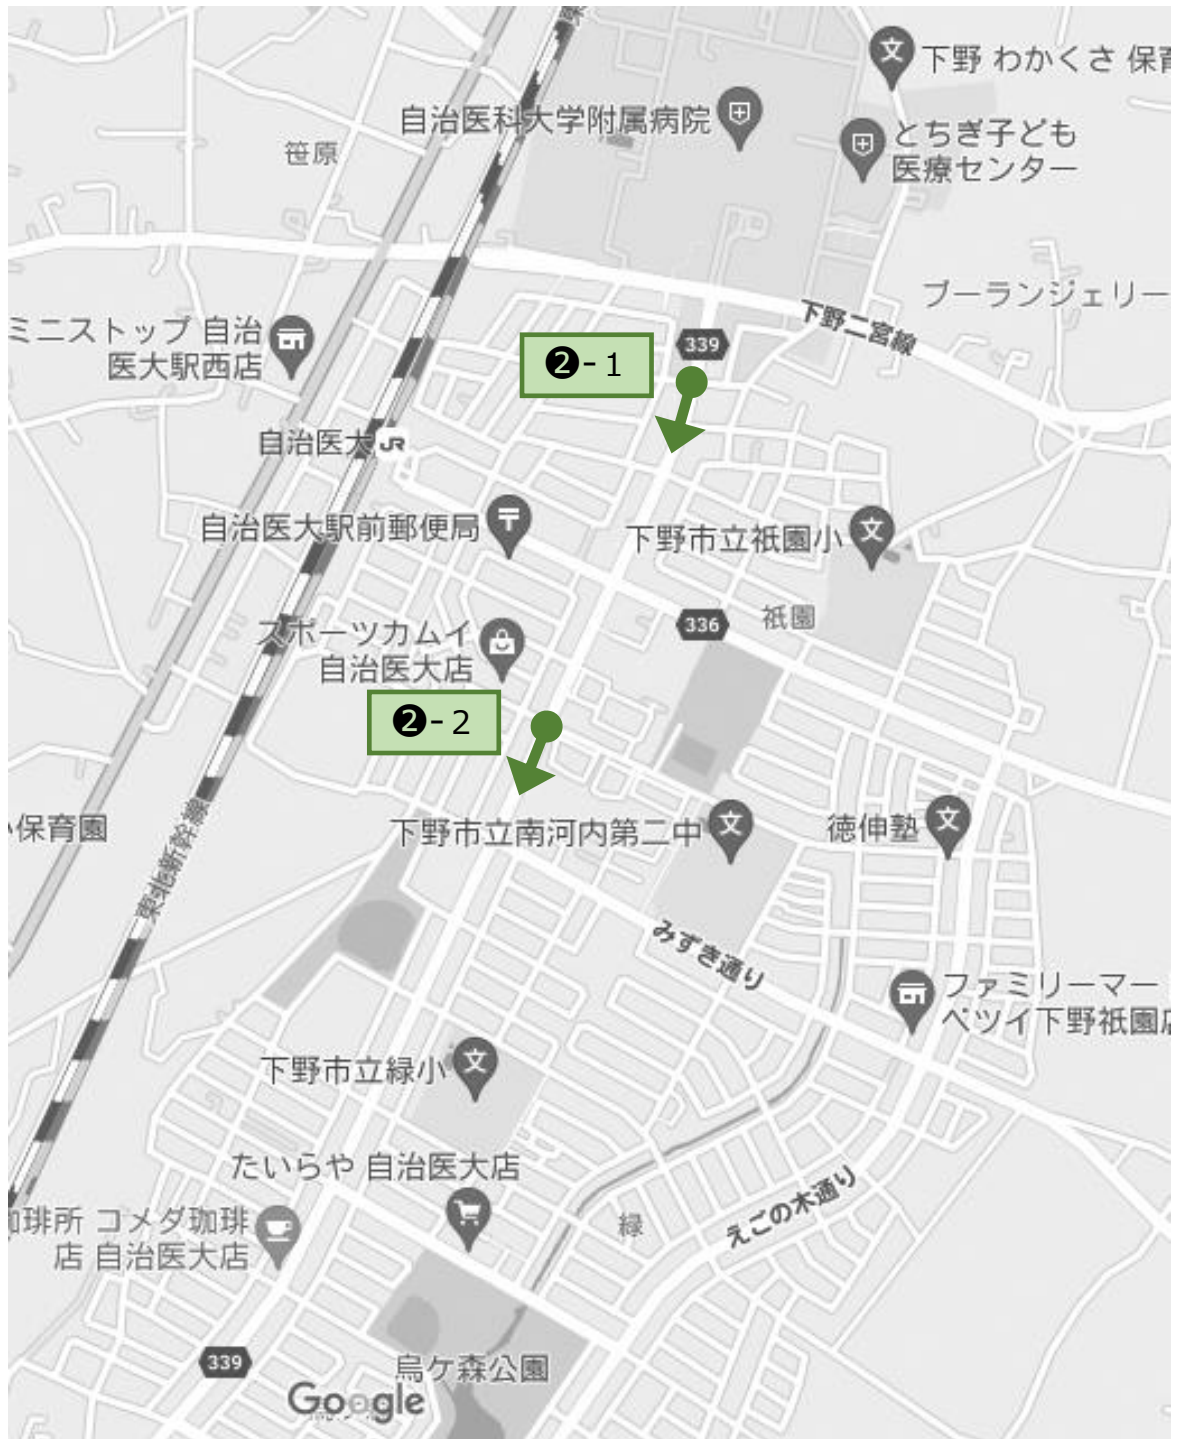 下野 わかくさ 保育
自治医科大学附属病院
とちぎ子ども
医療センター
笹原
ブーランジェリー
下野二宮線
ミニストップ 自治
医大駅西店
❷-1
339
自治医大
JR
自治医大駅前郵便局
下野市立祇園小
336
祇園
スポーツカムイ
自治医大店
❷-2
保育園
下野市立南河内第二中
徳伸塾
東北新幹線
みずき通り
ファミリーマー
ベツイ下野祇園店
下野市立緑小
たいらや 自治医大店
珈琲所 コメダ珈琲
店 自治医大店
緑
えごの木通り
339
烏ケ森公園
Google